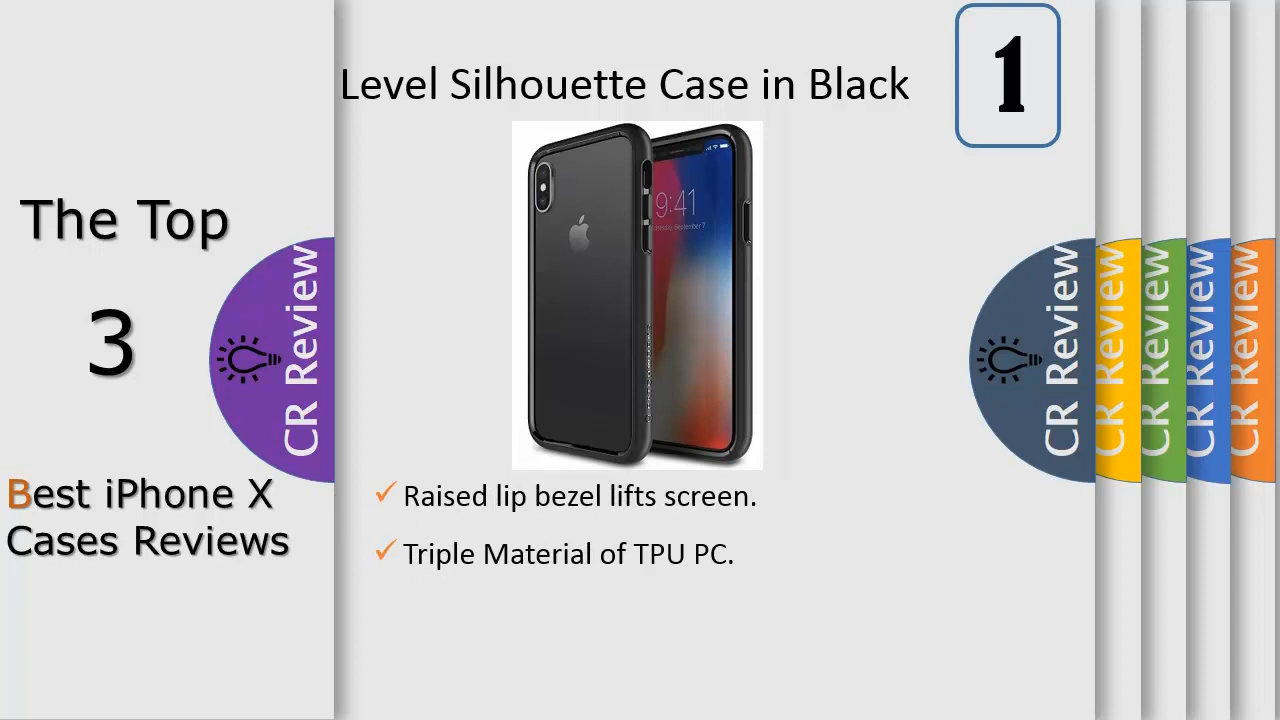 Level Silhouette Case in Black
1
The Top
3
Best iPhone X
Cases Reviews
CR Review
9:41
Raised lip bezel lifts screen.
Triple Material of TPU PC.
CR Review
CR Review
CR Review
CR Review
CR Review